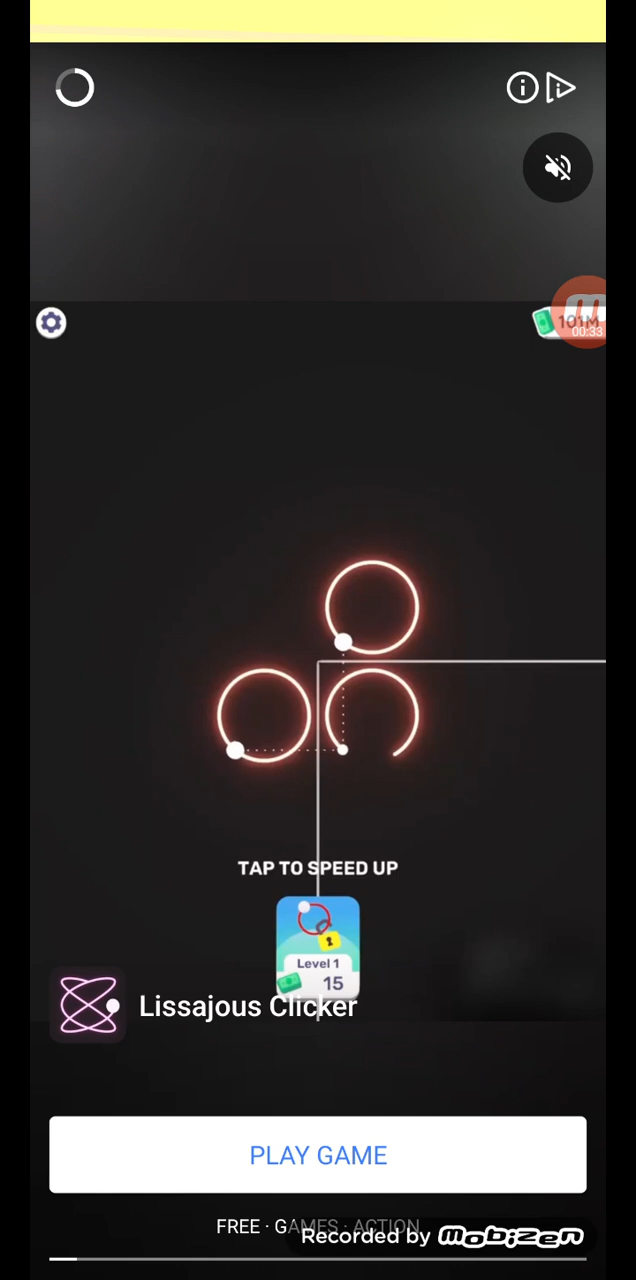 101M
00:33
TAP TO SPEED UP
Level 1
15
Lissajous Clicker
PLAY GAME
FREE · GAMES · ACTION
Recorded by mobizen